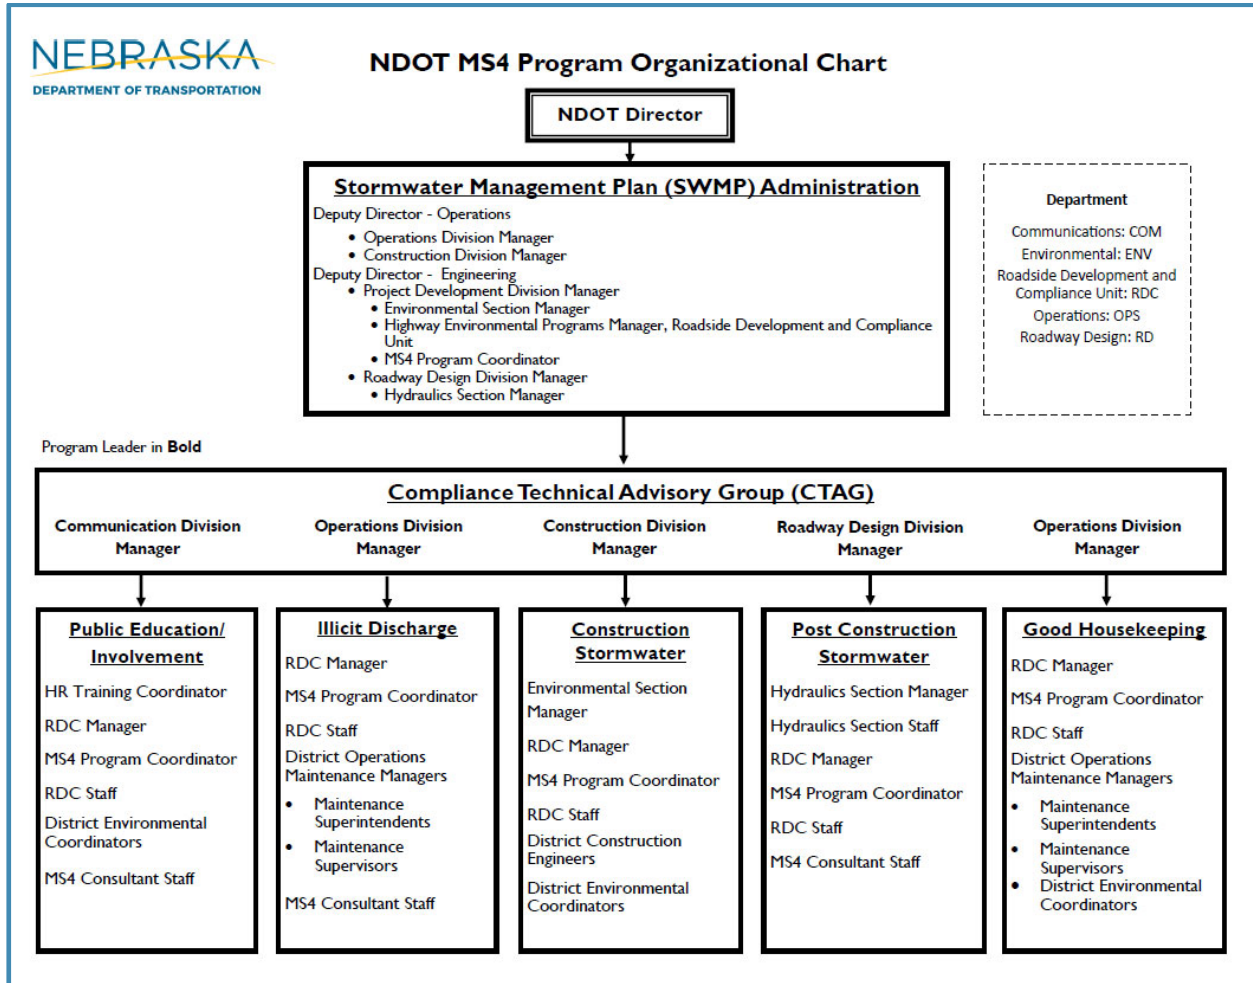 NEBRASKA
DEPARTMENT OF TRANSPORTATION
NDOT MS4 Program Organizational Chart
NDOT Director
Stormwater Management Plan (SWMP) Administration
Deputy Director - Operations
• Operations Division Manager
• Construction Division Manager
Deputy Director - Engineering
• Project Development Division Manager
• Environmental Section Manager
• Highway Environmental Programs Manager, Roadside Development and Compliance
Unit
• MS4 Program Coordinator
• Roadway Design Division Manager
• Hydraulics Section Manager
Department
Communications: COM
Environmental: ENV
Roadside Development and
Compliance Unit: RDC
Operations: OPS
Roadway Design: RD
Program Leader in Bold
Compliance Technical Advisory Group (CTAG)
Communication Division
Manager
Operations Division
Manager
Construction Division
Manager
Roadway Design Division
Manager
Operations Division
Manager
Public Education/
Involvement
HR Training Coordinator
RDC Manager
MS4 Program Coordinator
RDC Staff
District Environmental
Coordinators
MS4 Consultant Staff
Illicit Discharge
RDC Manager
MS4 Program Coordinator
RDC Staff
District Operations
Maintenance Managers
• Maintenance
Superintendents
• Maintenance
Supervisors
MS4 Consultant Staff
Construction
Stormwater
Environmental Section
Manager
RDC Manager
MS4 Program Coordinator
RDC Staff
District Construction
Engineers
District Environmental
Coordinators
Post Construction
Stormwater
Hydraulics Section Manager
Hydraulics Section Staff
RDC Manager
MS4 Program Coordinator
RDC Staff
MS4 Consultant Staff
Good Housekeeping
RDC Manager
MS4 Program Coordinator
RDC Staff
District Operations
Maintenance Managers
• Maintenance
Superintendents
• Maintenance
Supervisors
• District Environmental
Coordinators